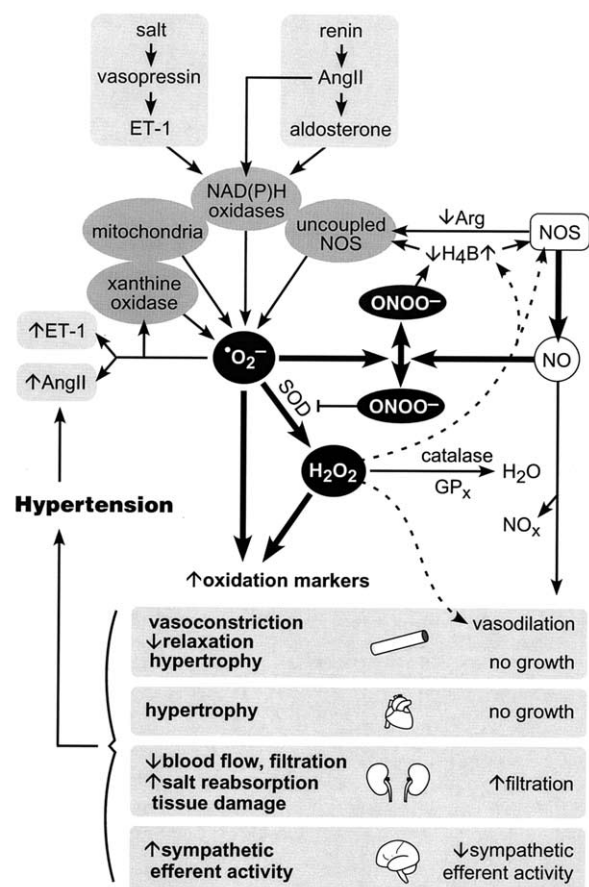 salt
renin
vasopressin
AngII
ET-1
aldosterone
NAD(P)H
oxidases
mitochondria
uncoupled
NOS
↓Arg
NOS
↓H₄B↑
xanthine
oxidase
ONOO⁻
↑ET-1
•O₂⁻
NO
↑AngII
SOD
ONOO⁻
H₂O₂
catalase
GPₓ
H₂O
Hypertension
NOₓ
↑oxidation markers
vasoconstriction
↓relaxation
hypertrophy
vasodilation
no growth
hypertrophy
no growth
↓blood flow, filtration
↑salt reabsorption
tissue damage
↑filtration
↑sympathetic
efferent activity
↓sympathetic
efferent activity